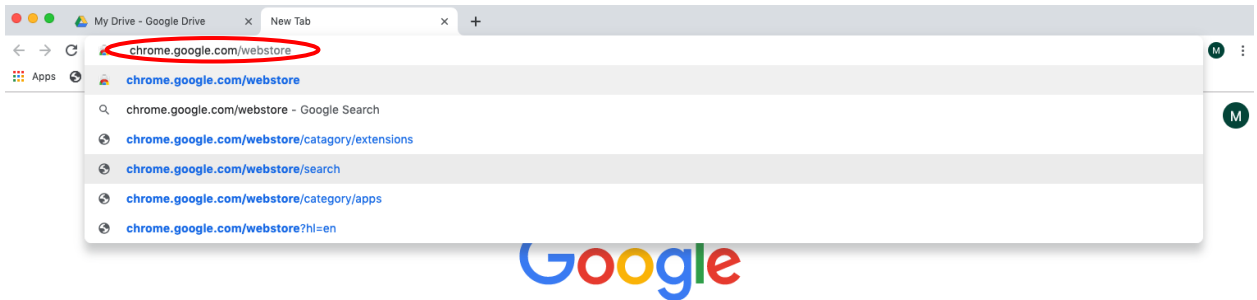 My Drive - Google Drive
New Tab
chrome.google.com/webstore
M
Apps
chrome.google.com/webstore
chrome.google.com/webstore - Google Search
M
chrome.google.com/webstore/catagory/extensions
chrome.google.com/webstore/search
chrome.google.com/webstore/category/apps
chrome.google.com/webstore?hl=en
Google